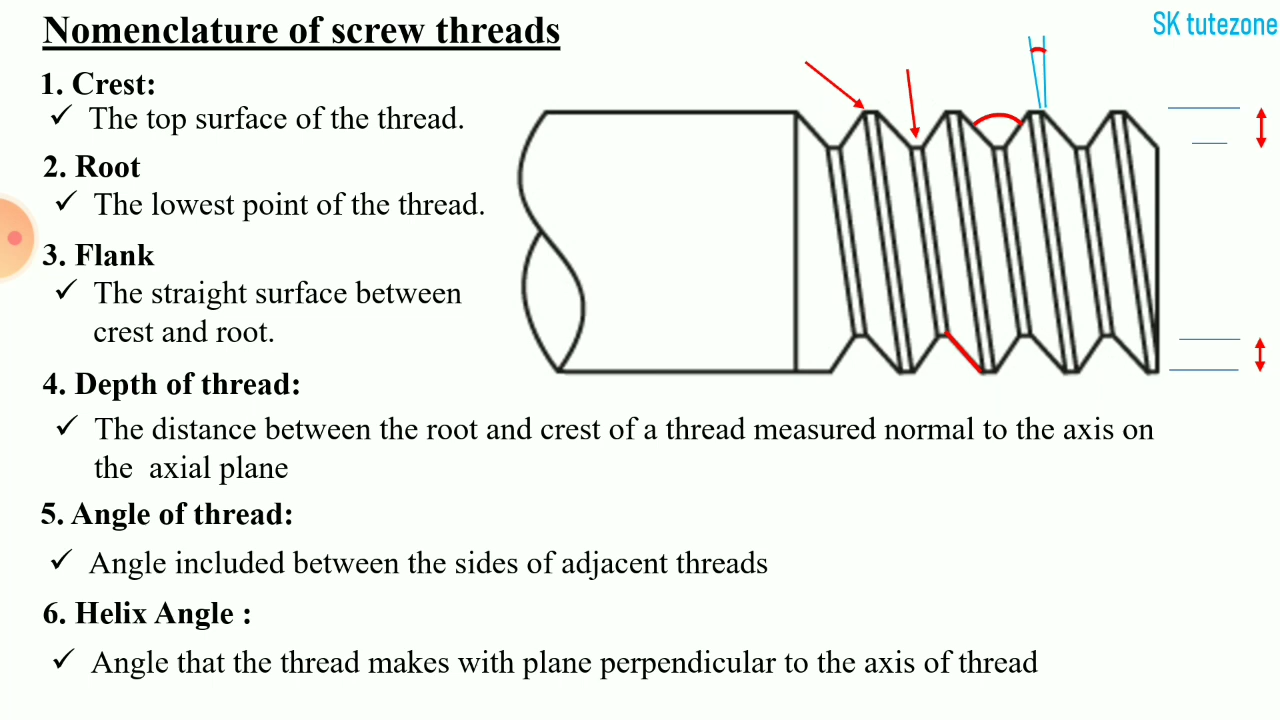 Nomenclature of screw threads
SK tutezone
1. Crest:
✓ The top surface of the thread.
2. Root
✓ The lowest point of the thread.
3. Flank
✓ The straight surface between
crest and root.
4. Depth of thread:
✓ The distance between the root and crest of a thread measured normal to the axis on
the axial plane
5. Angle of thread:
✓ Angle included between the sides of adjacent threads
6. Helix Angle :
✓ Angle that the thread makes with plane perpendicular to the axis of thread